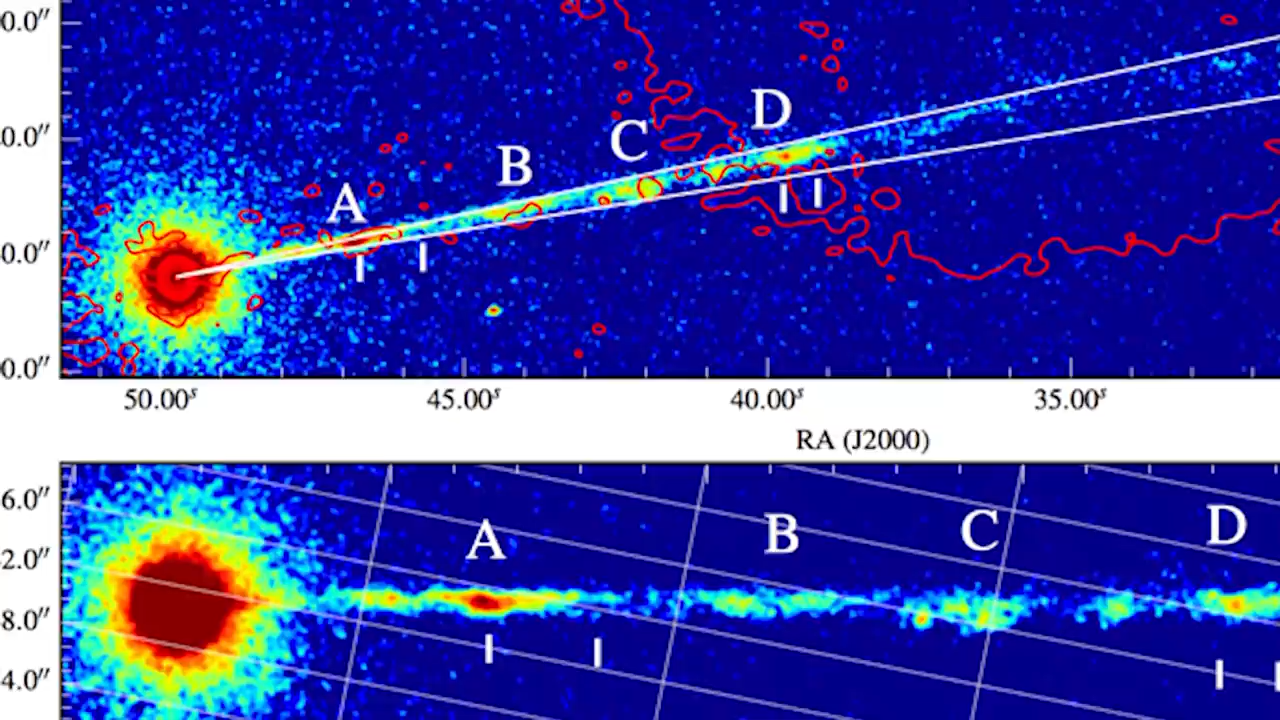 0.0″
D
C
0.0″
B
A
0.0″
0.0″
50.00ˢ 45.00ˢ 40.00ˢ 35.00ˢ
RA (J2000)
6.0″
A B C D
2.0″
8.0″
4.0″